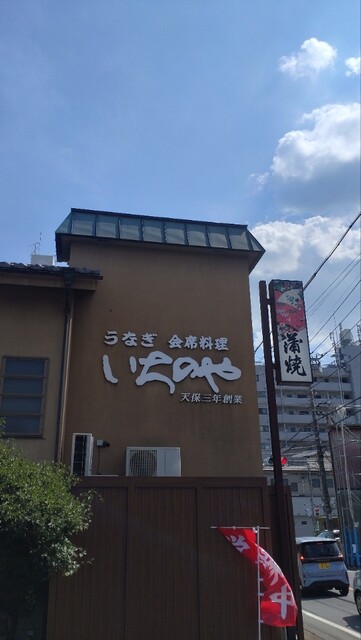 うなぎ 会席料理
いちのや
天保三年創業
蒲焼